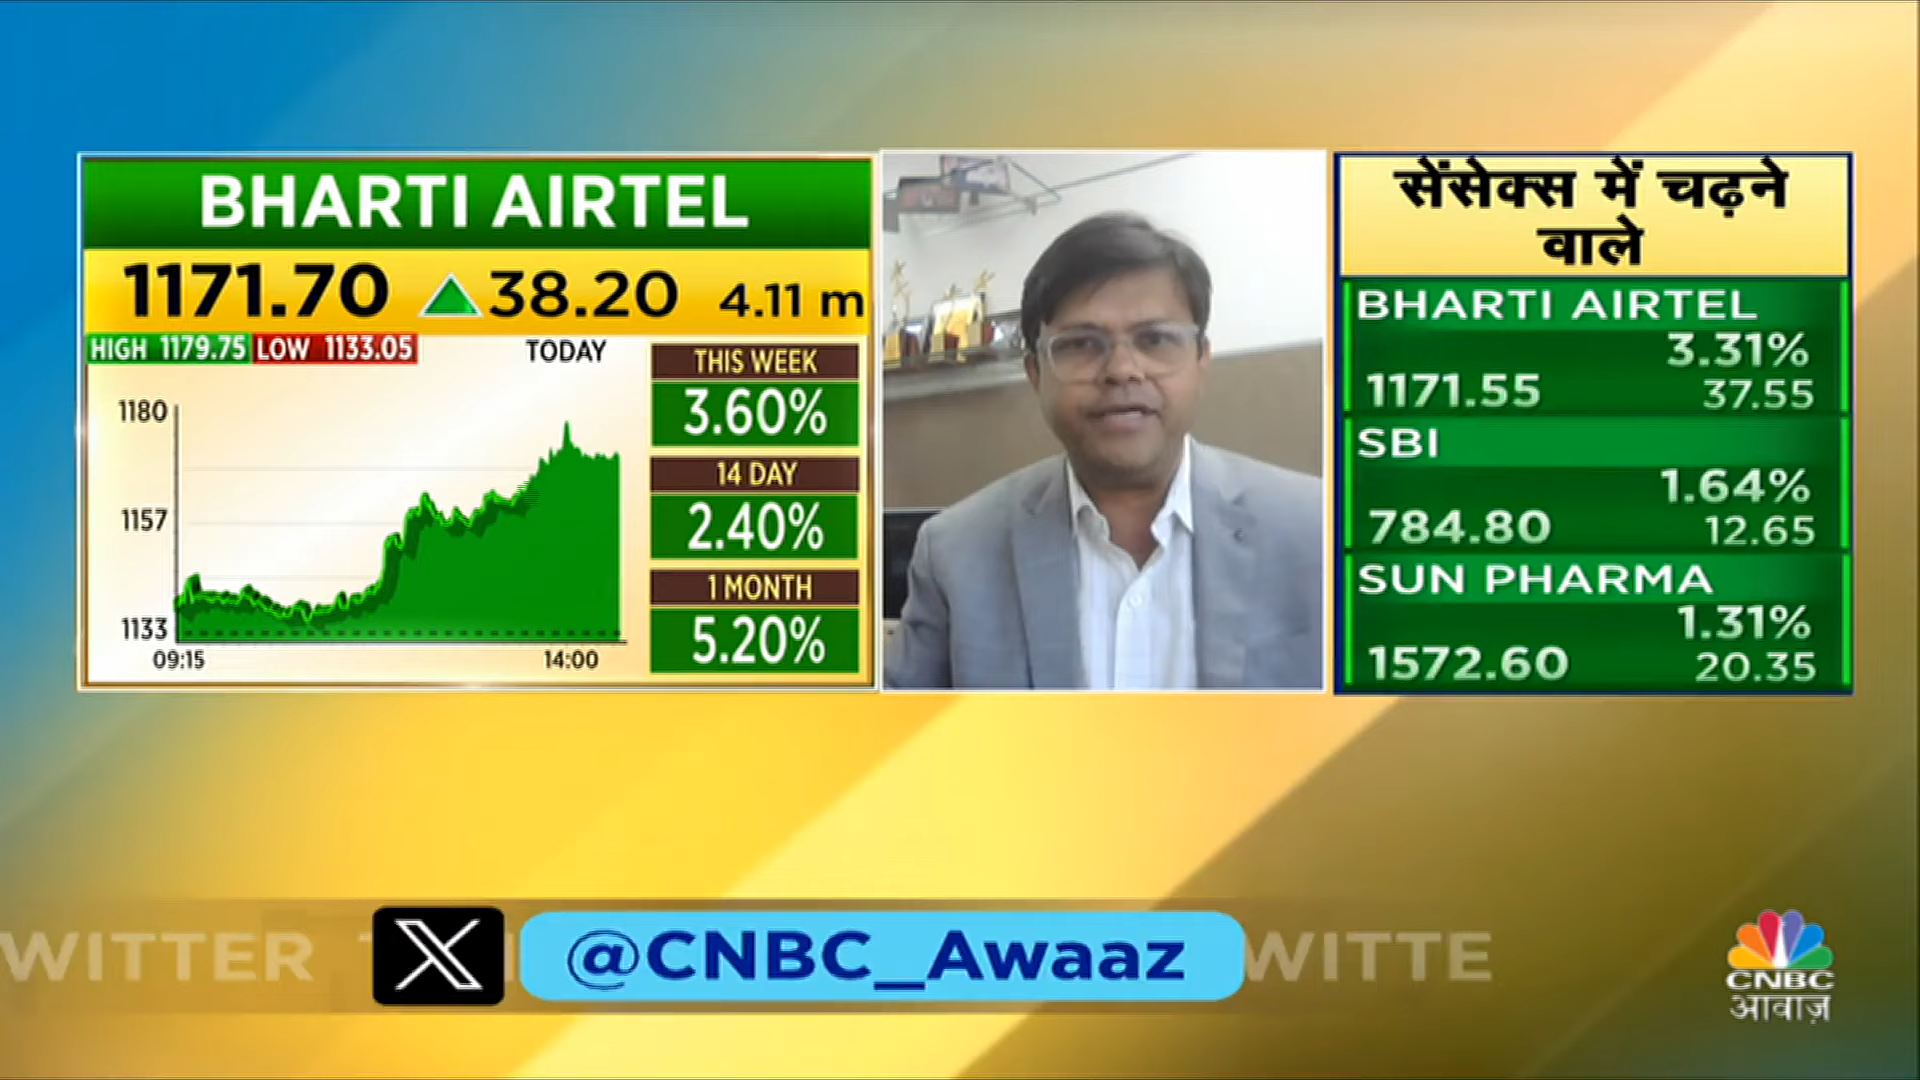 BHARTI AIRTEL
1171.70 38.20 4.11 m
HIGH 1179.75 LOW 1133.05 TODAY
1180
1157
1133
09:15 14:00
THIS WEEK
3.60%
14 DAY
2.40%
1 MONTH
5.20%
सेंसेक्स में चढ़ने
वाले
BHARTI AIRTEL
3.31%
1171.55 37.55
SBI
1.64%
784.80 12.65
SUN PHARMA
1.31%
1572.60 20.35
WITTER T X @CNBC_Awaaz WITTE
CNBC
आवाज़